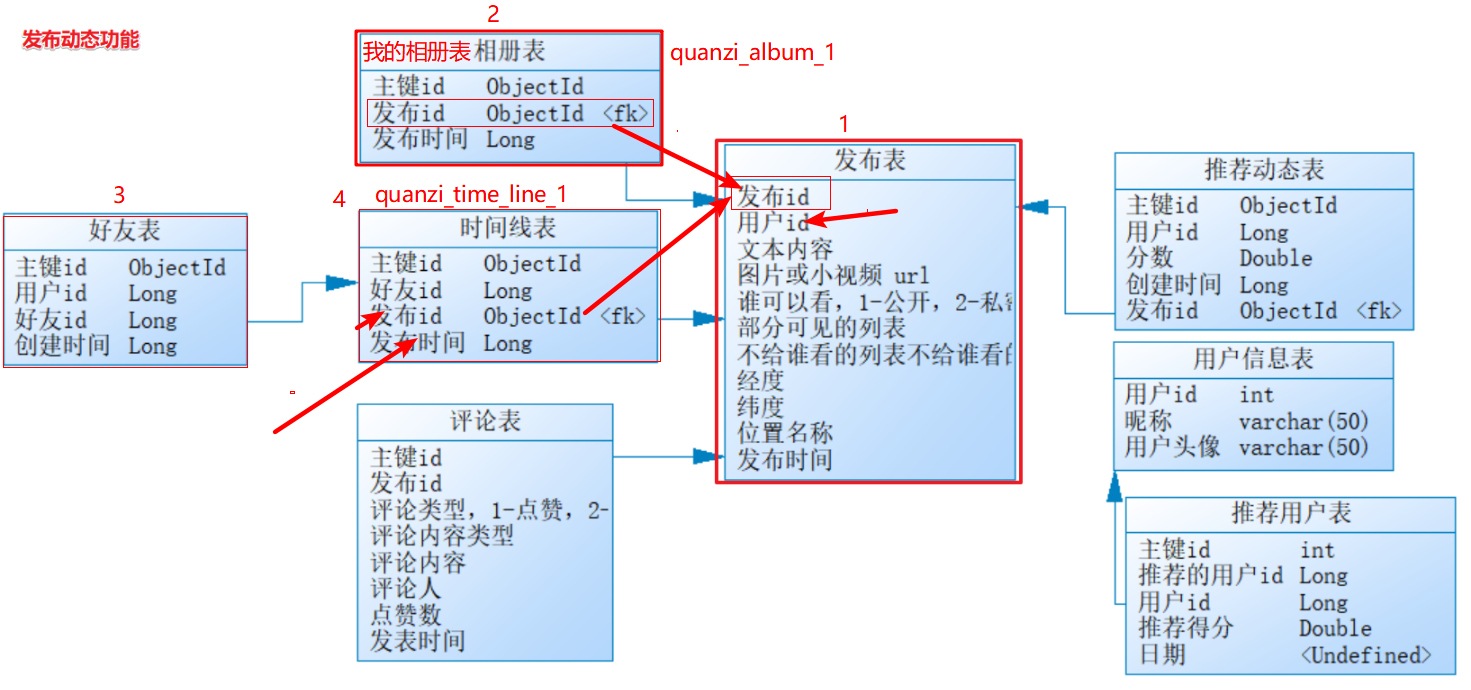 发布动态功能
2
我的相册表 相册表
quanzi_album_1
主键id ObjectId
发布id ObjectId <fk>
发布时间 Long
1
发布表
发布id
用户id
文本内容
图片或小视频 url
谁可以看，1-公开，2-私
部分可见的列表
不给谁看的列表不给谁看的
经度
纬度
位置名称
发布时间
3
好友表
主键id ObjectId
用户id Long
好友id Long
创建时间 Long
4
quanzi_time_line_1
时间线表
主键id ObjectId
好友id Long
发布id ObjectId <fk>
发布时间 Long
评论表
主键id
发布id
评论类型，1-点赞，2-
评论内容类型
评论内容
评论人
点赞数
发表时间
推荐动态表
主键id ObjectId
用户id Long
分数 Double
创建时间 Long
发布id ObjectId <fk>
用户信息表
用户id int
昵称 varchar(50)
用户头像 varchar(50)
推荐用户表
主键id int
推荐的用户id Long
用户id Long
推荐得分 Double
日期 <Undefined>